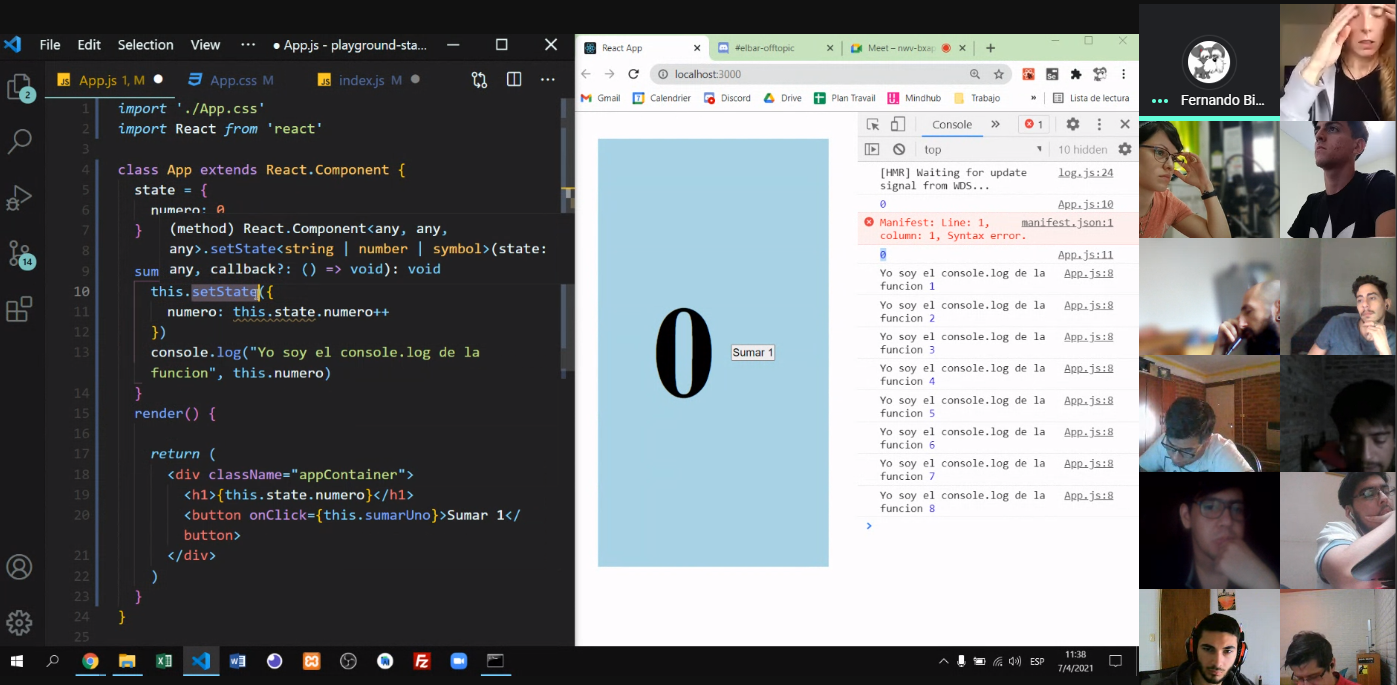 File Edit Selection View ··· ● App.js - playground-sta...
App.js 1, M ●
App.css M
index.js M ●
1 import './App.css'
2 import React from 'react'
3
4 class App extends React.Component {
5 state = {
6 numero: 0
7 }
(method) React.Component<any, any,
8 any>.setState<string | number | symbol>(state:
9 sum any, callback?: () => void): void
10 this.setState({
11 numero: this.state.numero++
12 })
13 console.log("Yo soy el console.log de la
funcion", this.numero)
14 }
15 render() {
16
17 return (
18 <div className="appContainer">
19 <h1>{this.state.numero}</h1>
20 <button onClick={this.sumarUno}>Sumar 1</
button>
21 </div>
22 )
23 }
24 }
25
2
14
React App
#elbar-offtopic
Meet – nwv-bxap
localhost:3000
Gmail Calendrier Discord Drive Plan Travail Mindhub Trabajo » Lista de lectura
0
Sumar 1
Console » 1
top 10 hidden
[HMR] Waiting for update log.js:24
signal from WDS...
0 App.js:10
Manifest: Line: 1, manifest.json:1
column: 1, Syntax error.
0 App.js:11
Yo soy el console.log de la App.js:8
funcion 1
Yo soy el console.log de la App.js:8
funcion 2
Yo soy el console.log de la App.js:8
funcion 3
Yo soy el console.log de la App.js:8
funcion 4
Yo soy el console.log de la App.js:8
funcion 5
Yo soy el console.log de la App.js:8
funcion 6
Yo soy el console.log de la App.js:8
funcion 7
Yo soy el console.log de la App.js:8
funcion 8
Fernando Bi...
ESP
11:38
7/4/2021